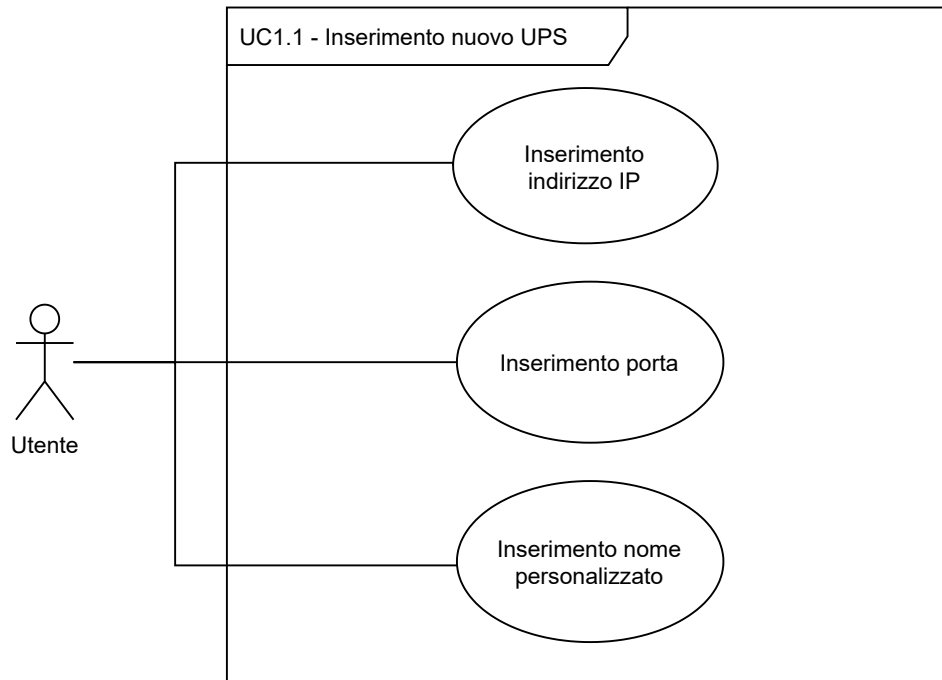 UC1.1 - Inserimento nuovo UPS
Inserimento
indirizzo IP
Inserimento porta
Utente
Inserimento nome
personalizzato